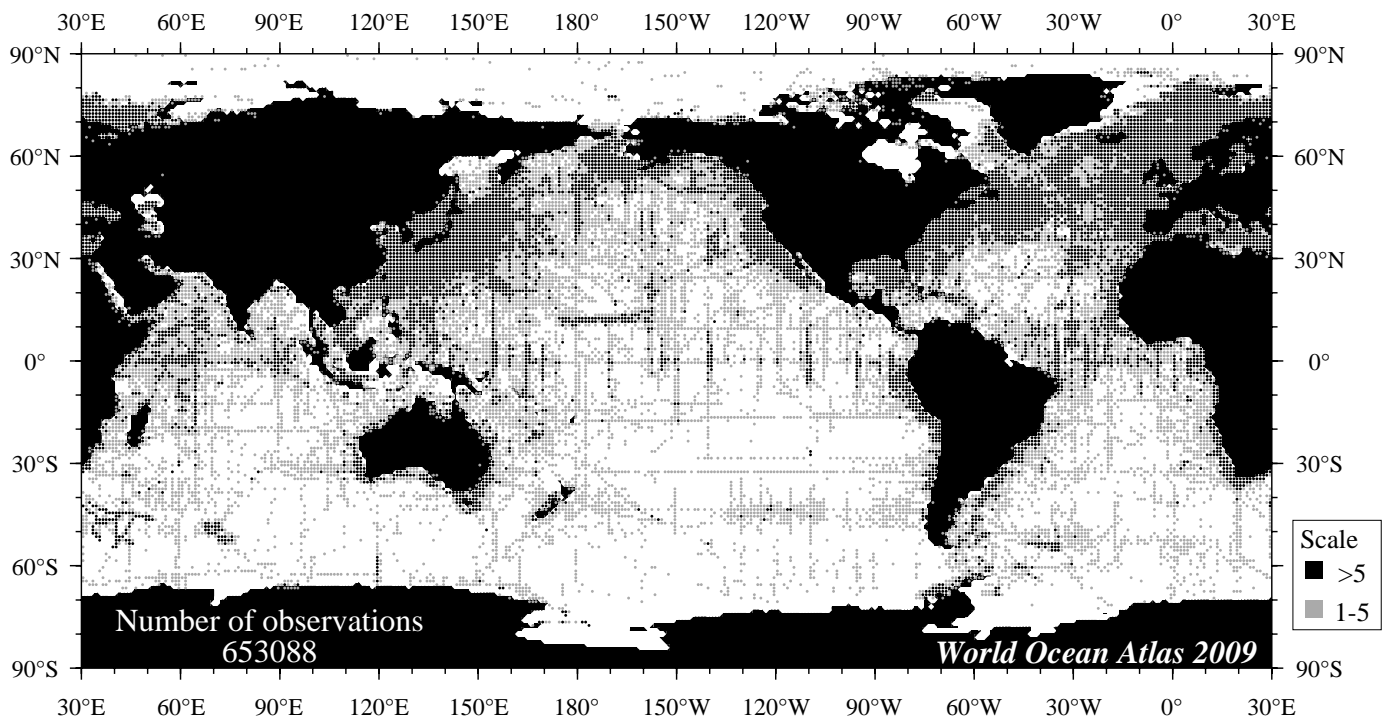 30°E 60°E 90°E 120°E 150°E 180° 150°W 120°W 90°W 60°W 30°W 0° 30°E
90°N 90°N
60°N 60°N
30°N 30°N
0° 0°
30°S 30°S
Scale
>5
60°S 60°S
1-5
Number of observations
653088
World Ocean Atlas 2009
90°S 90°S
30°E 60°E 90°E 120°E 150°E 180° 150°W 120°W 90°W 60°W 30°W 0° 30°E